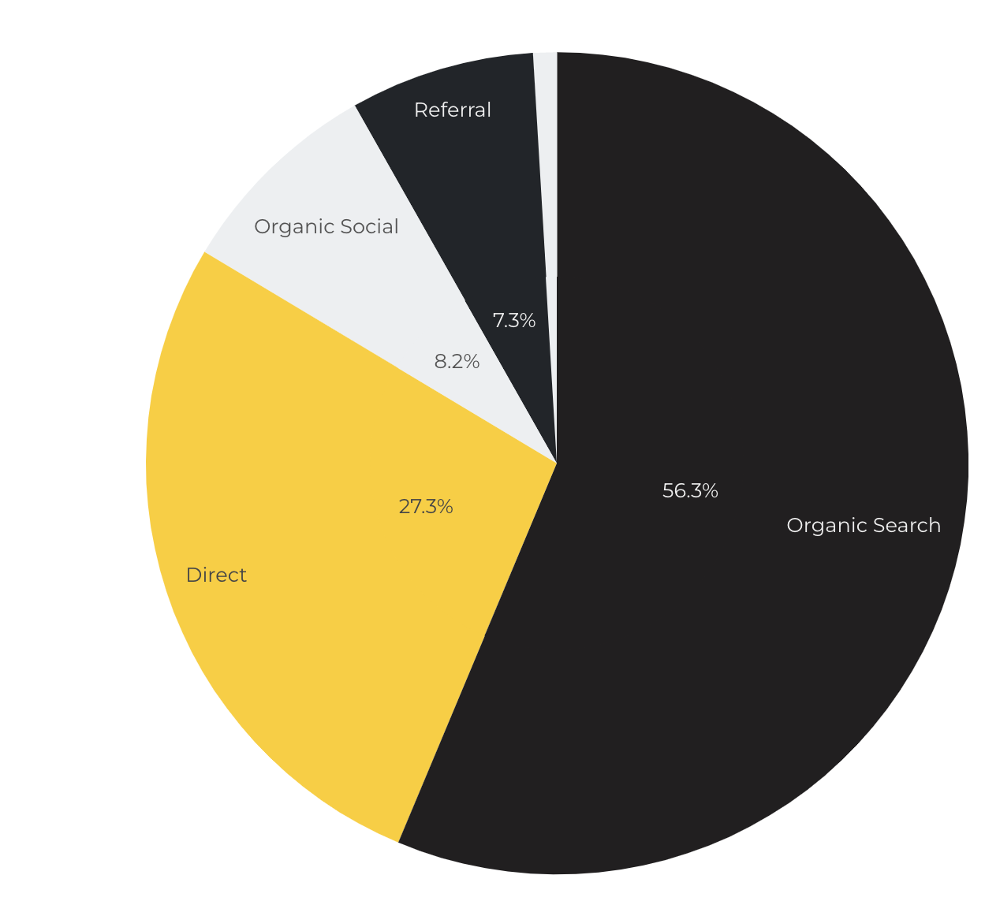 Referral
Organic Social
7.3%
8.2%
56.3%
27.3%
Organic Search
Direct